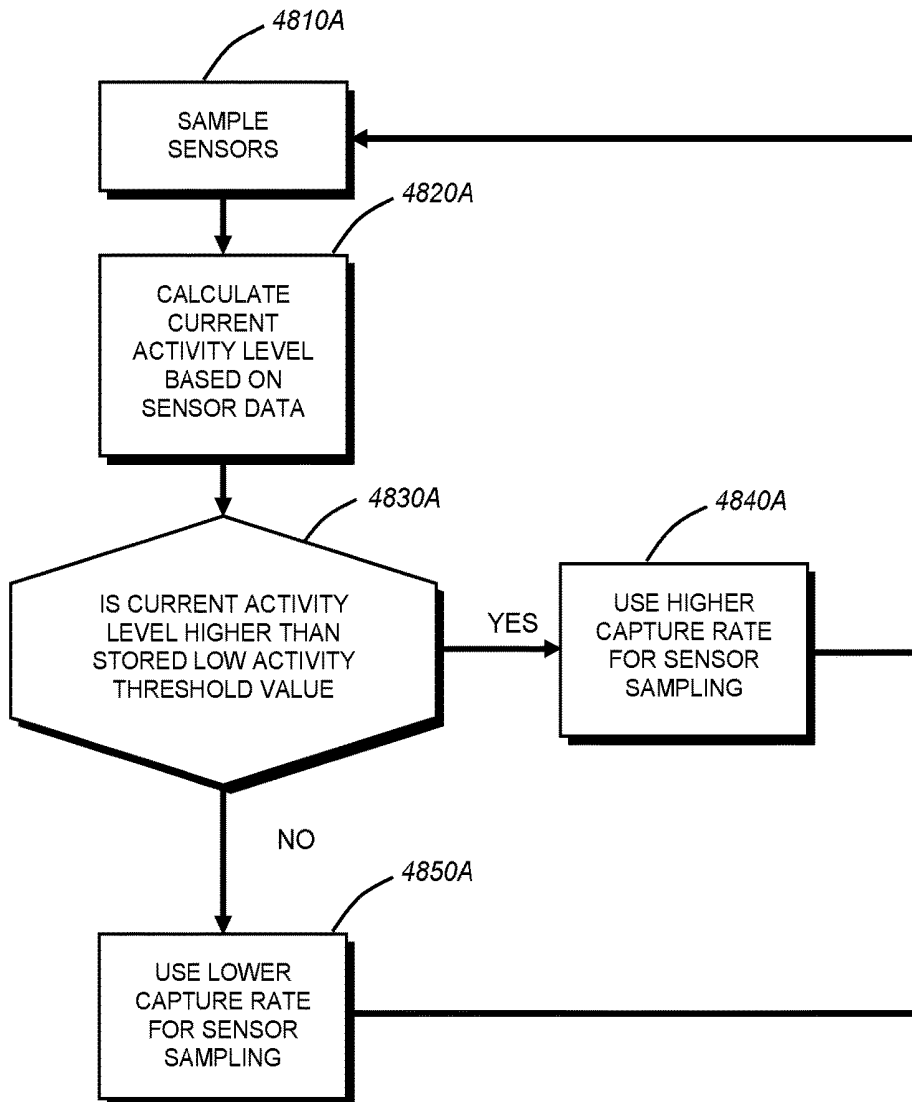 4810A
SAMPLE
SENSORS
4820A
CALCULATE
CURRENT
ACTIVITY LEVEL
BASED ON
SENSOR DATA
4830A
IS CURRENT ACTIVITY
LEVEL HIGHER THAN
STORED LOW ACTIVITY
THRESHOLD VALUE
YES
4840A
USE HIGHER
CAPTURE RATE
FOR SENSOR
SAMPLING
NO
4850A
USE LOWER
CAPTURE RATE
FOR SENSOR
SAMPLING